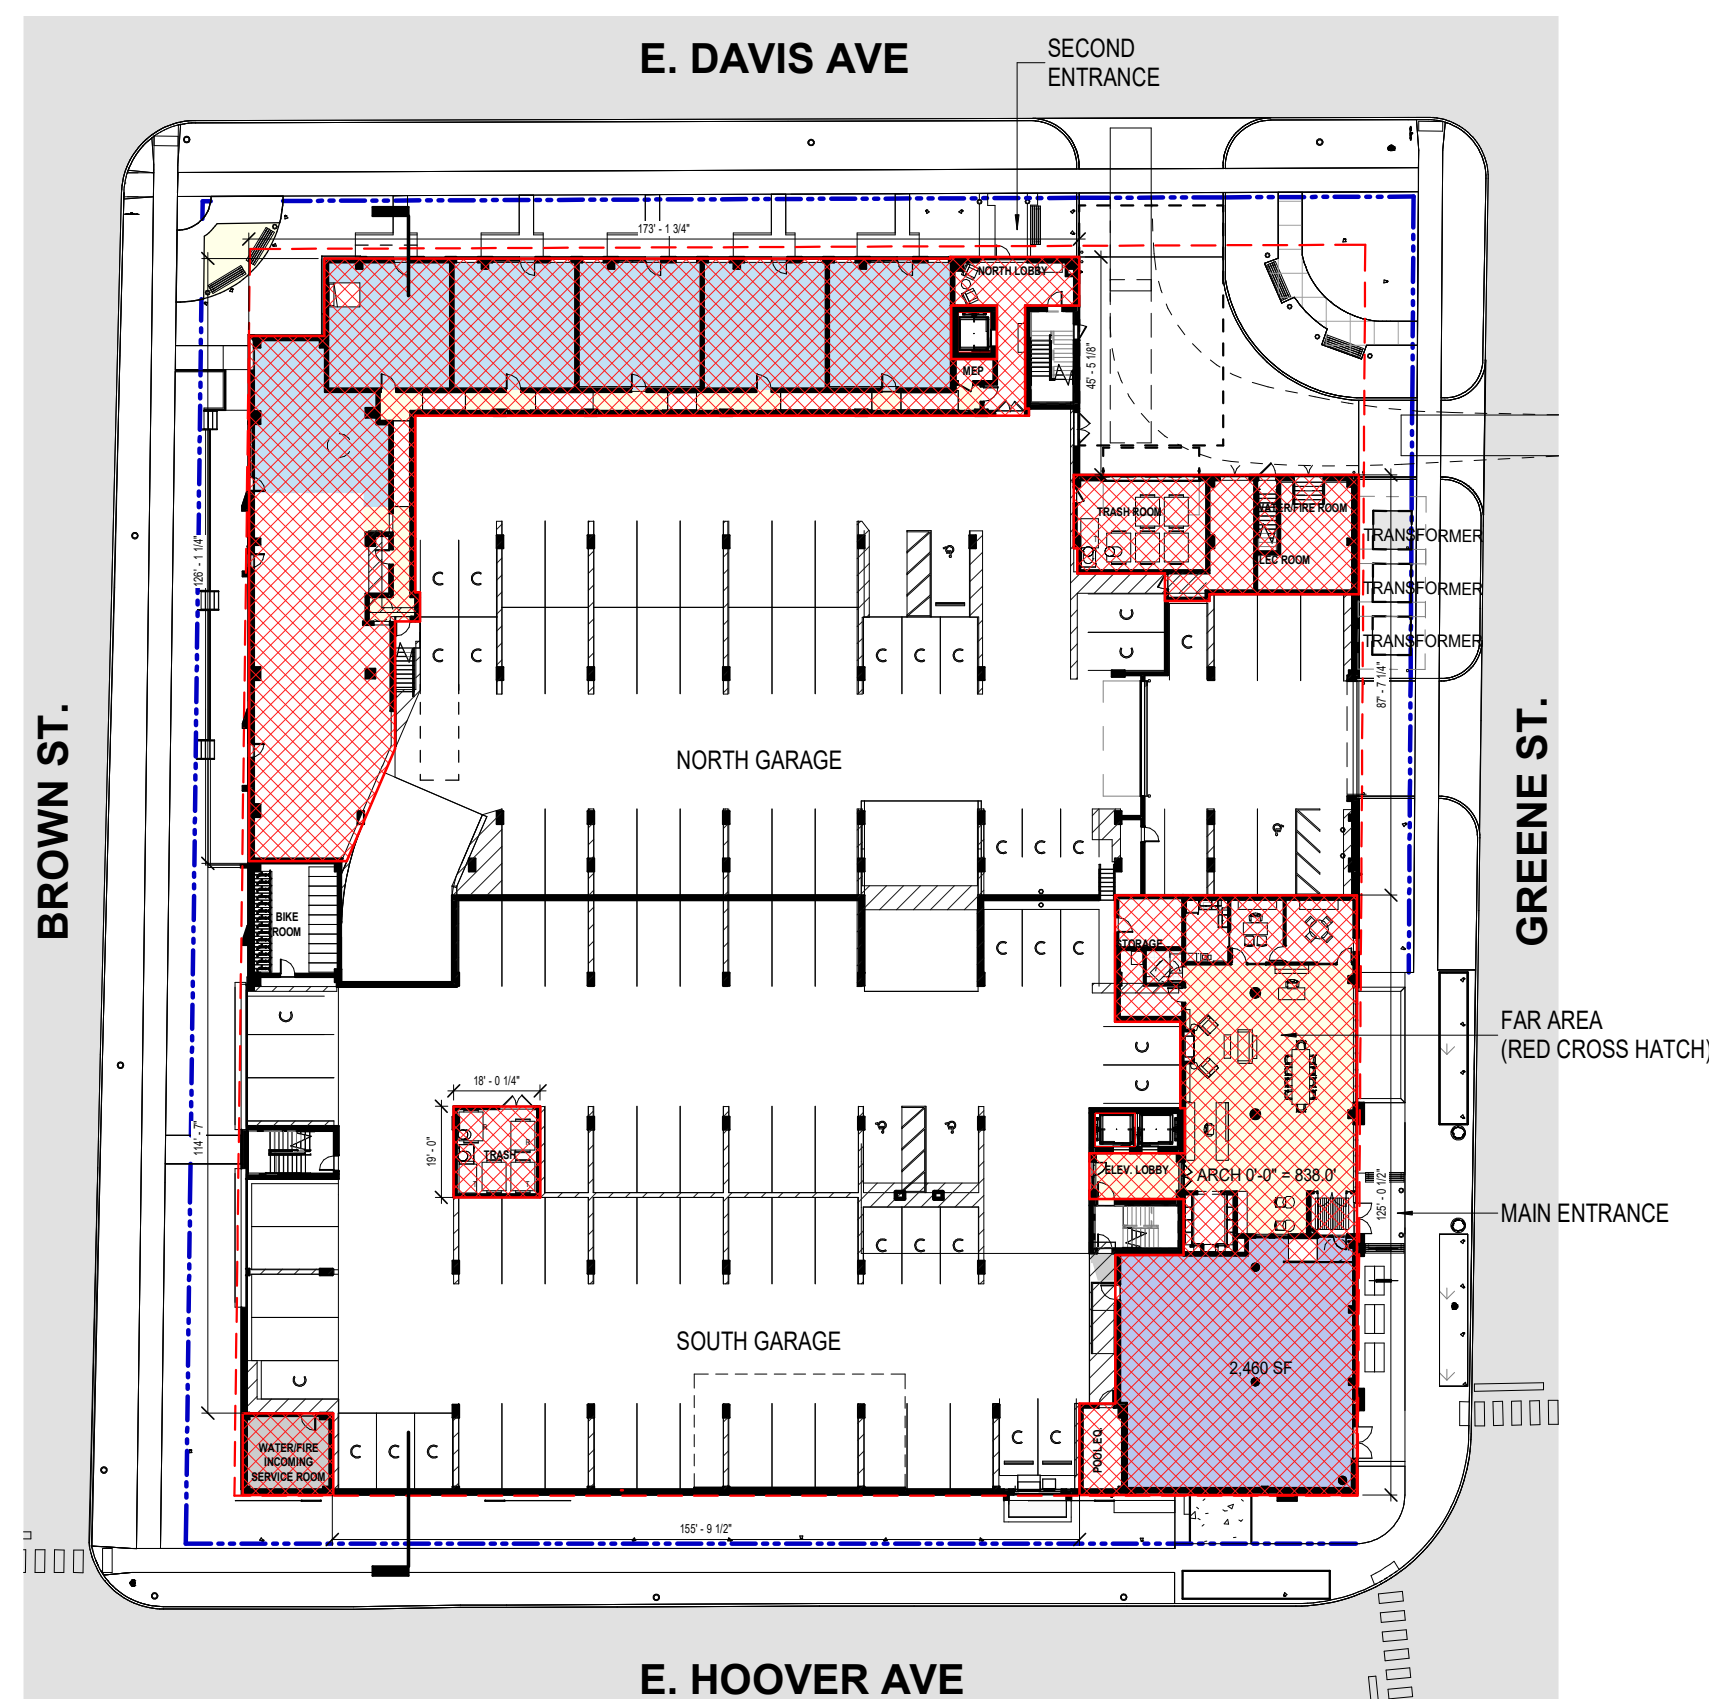 E. DAVIS AVE
SECOND
ENTRANCE
173' - 1 3/4"
NORTH LOBBY
MEP
45' - 5 1/8"
TRASH ROOM
WATER/FIRE ROOM
ELEC ROOM
TRANSFORMER
TRANSFORMER
TRANSFORMER
126' - 1 1/4"
87' - 7 1/4"
C C
C C
C C C
C
C
C
NORTH GARAGE
BROWN ST.
GREENE ST.
C C C
BIKE
ROOM
STORAGE
C C C
C
FAR AREA
(RED CROSS HATCH)
C
C
18' - 0 1/4"
19' - 0"
TRASH
114' - 7"
ELEV. LOBBY
ARCH 0'-0" = 838.0'
125' - 0 1/2"
MAIN ENTRANCE
C C C
SOUTH GARAGE
2,460 SF
C
WATER/FIRE
INCOMING
SERVICE ROOM
C C C
C C
POOL EQ.
155' - 9 1/2"
E. HOOVER AVE